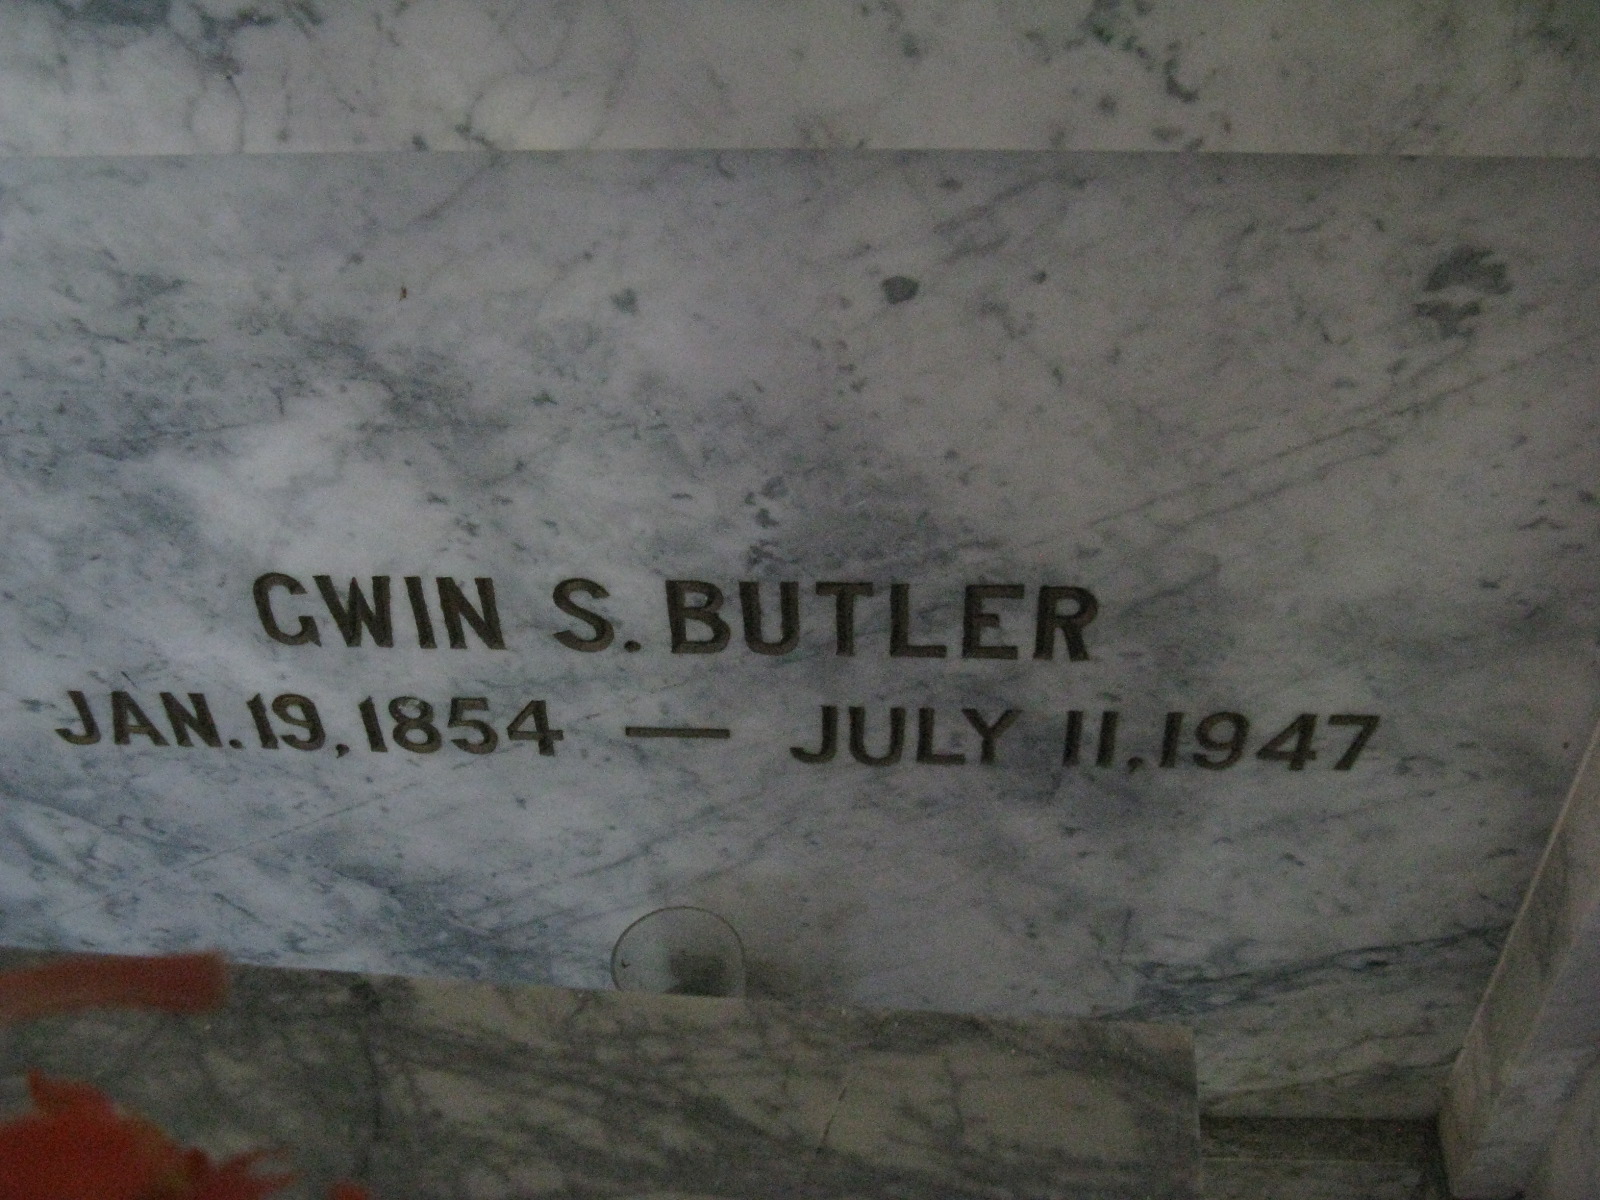 GWIN S. BUTLER
JAN. 19, 1854 — JULY 11, 1947